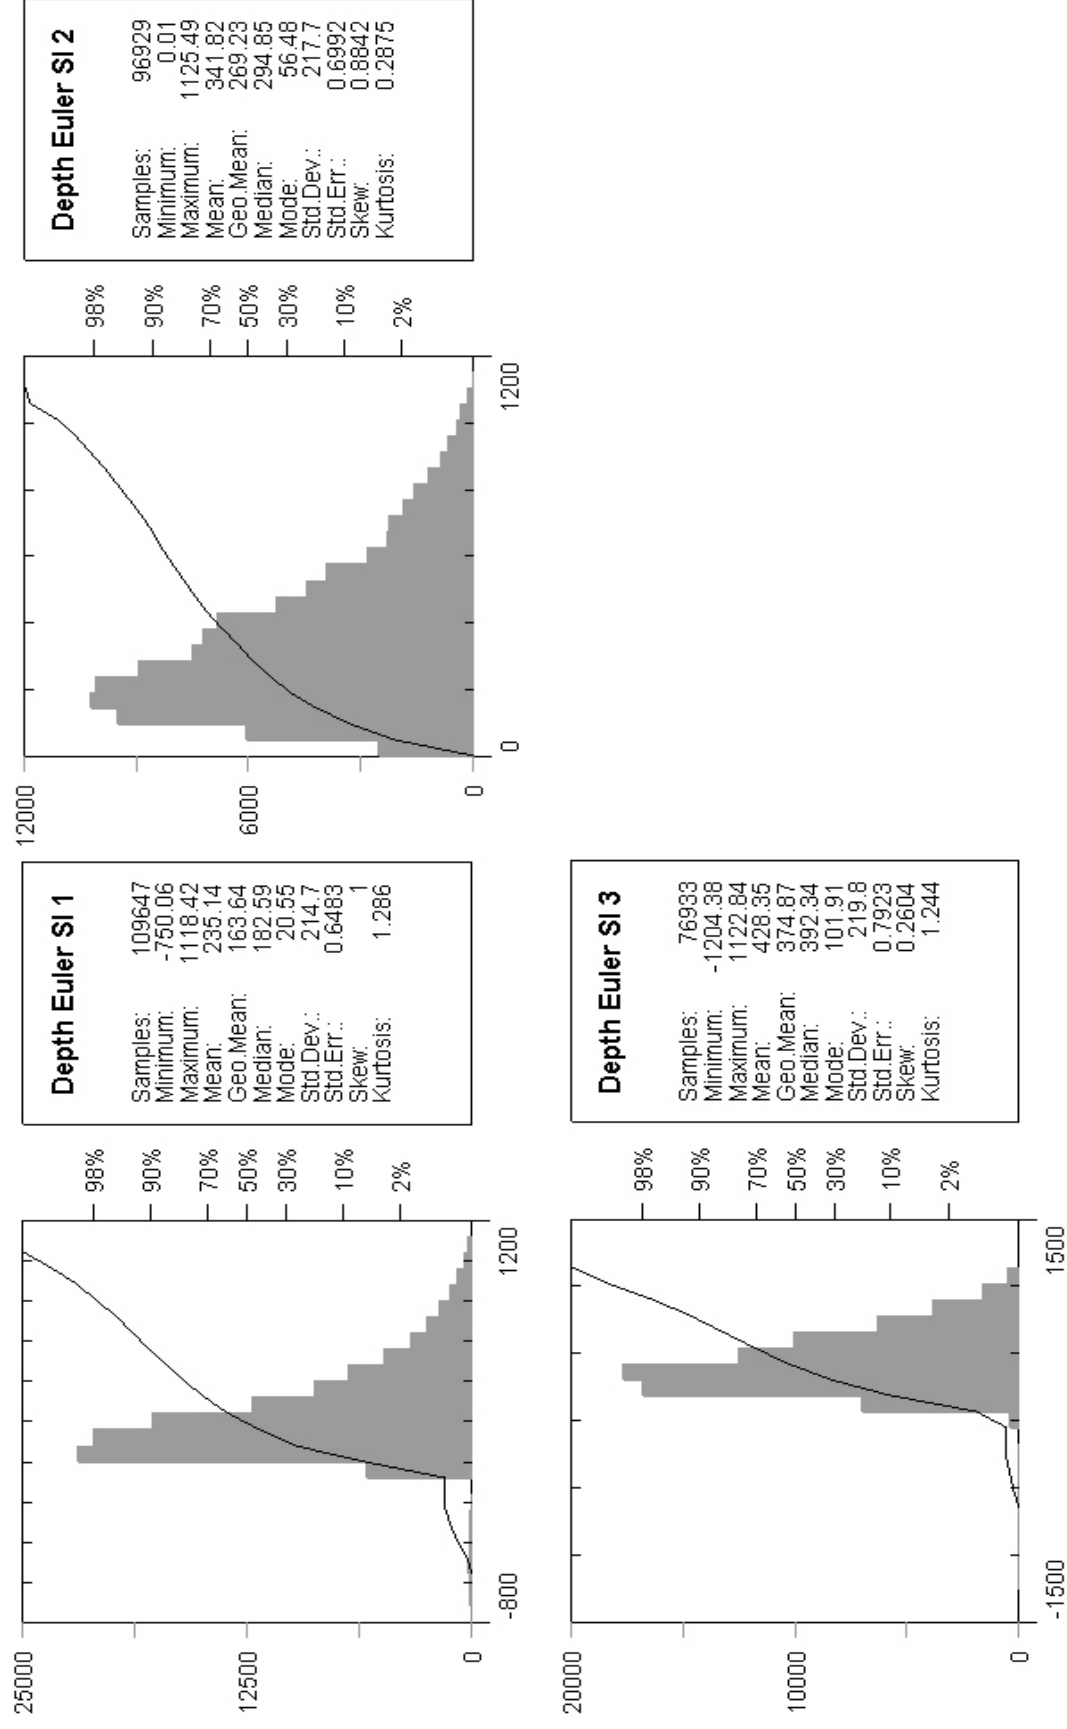 25000
12500
0
-800
1200
98%
90%
70%
50%
30%
10%
2%
Depth Euler SI 1
Samples: 109647
Minimum: -750.06
Maximum: 1118.42
Mean: 235.14
Geo.Mean: 163.64
Median: 182.59
Mode: 20.55
Std.Dev.: 214.7
Std.Err.: 0.6483
Skew: 1
Kurtosis: 1.286
12000
6000
0
0
1200
98%
90%
70%
50%
30%
10%
2%
Depth Euler SI 2
Samples: 96929
Minimum: 0.01
Maximum: 1125.49
Mean: 341.82
Geo.Mean: 269.23
Median: 294.85
Mode: 56.48
Std.Dev.: 217.7
Std.Err.: 0.6992
Skew: 0.8842
Kurtosis: 0.2875
20000
10000
0
-1500
1500
98%
90%
70%
50%
30%
10%
2%
Depth Euler SI 3
Samples: 76933
Minimum: -1204.38
Maximum: 1122.84
Mean: 428.35
Geo.Mean: 374.87
Median: 392.34
Mode: 101.91
Std.Dev.: 219.8
Std.Err.: 0.7923
Skew: 0.2604
Kurtosis: 1.244